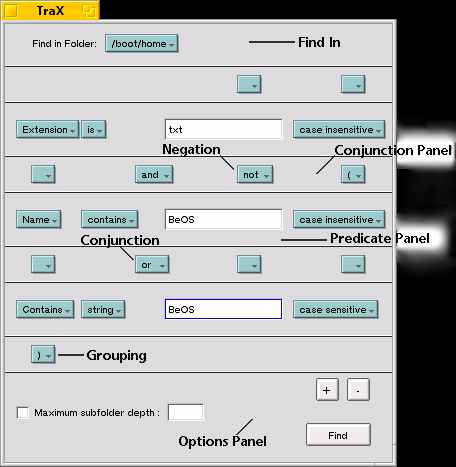 TraX
Find in Folder: /boot/home Find In
Extension is txt case insensitive
Negation Conjunction Panel
and not (
Name contains BeOS case insensitive
Conjunction Predicate Panel
or
Contains string BeOS case sensitive
) Grouping
+ -
Maximum subfolder depth :
Options Panel Find